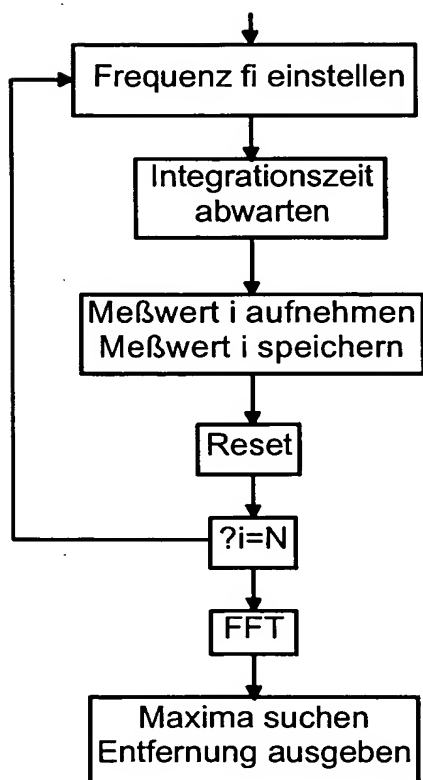 Frequenz fi einstellen
Integrationszeit
abwarten
Meßwert i aufnehmen
Meßwert i speichern
Reset
?i=N
FFT
Maxima suchen
Entfernung ausgeben